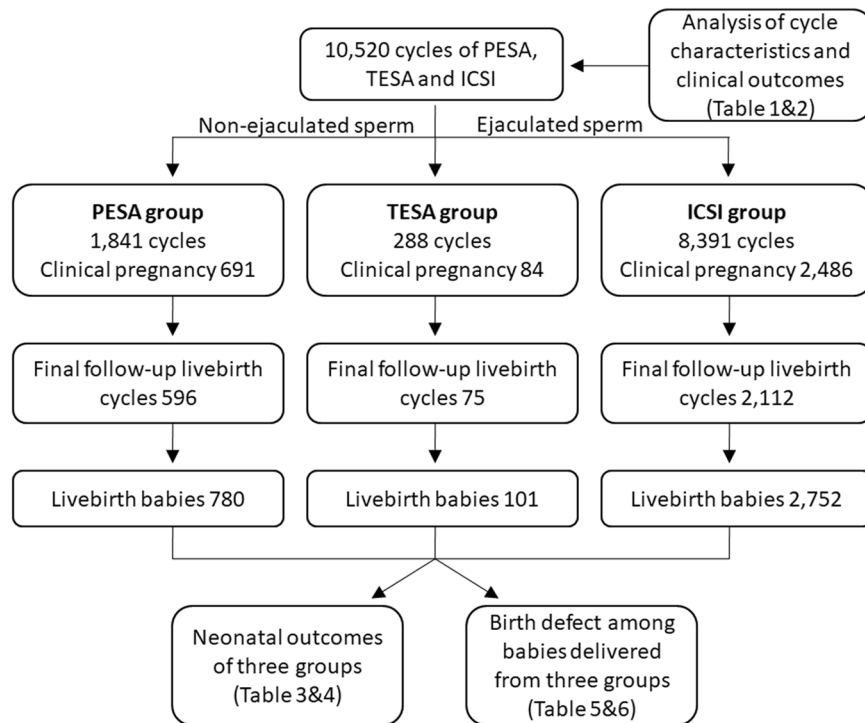 10,520 cycles of PESA,
TESA and ICSI
Analysis of cycle
characteristics and
clinical outcomes
(Table 1&2)
Non-ejaculated sperm
Ejaculated sperm
PESA group
1,841 cycles
Clinical pregnancy 691
TESA group
288 cycles
Clinical pregnancy 84
ICSI group
8,391 cycles
Clinical pregnancy 2,486
Final follow-up livebirth
cycles 596
Final follow-up livebirth
cycles 75
Final follow-up livebirth
cycles 2,112
Livebirth babies 780
Livebirth babies 101
Livebirth babies 2,752
Neonatal outcomes
of three groups
(Table 3&4)
Birth defect among
babies delivered
from three groups
(Table 5&6)